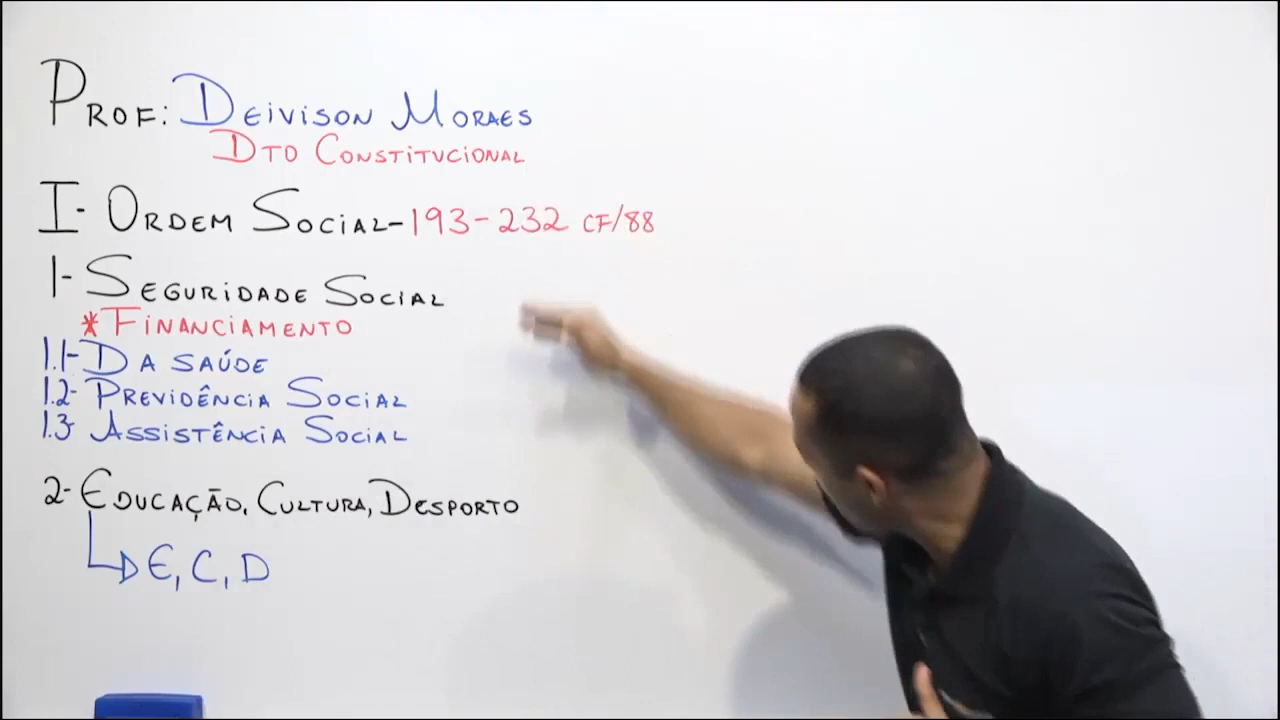 Prof: Deivison Moraes
Dto Constitucional
I- Ordem Social- 193-232 CF/88
1- Seguridade Social
* Financiamento
1.1- Da saúde
1.2- Previdência Social
1.3- Assistência Social
2- Educação, Cultura, Desporto
E, C, D